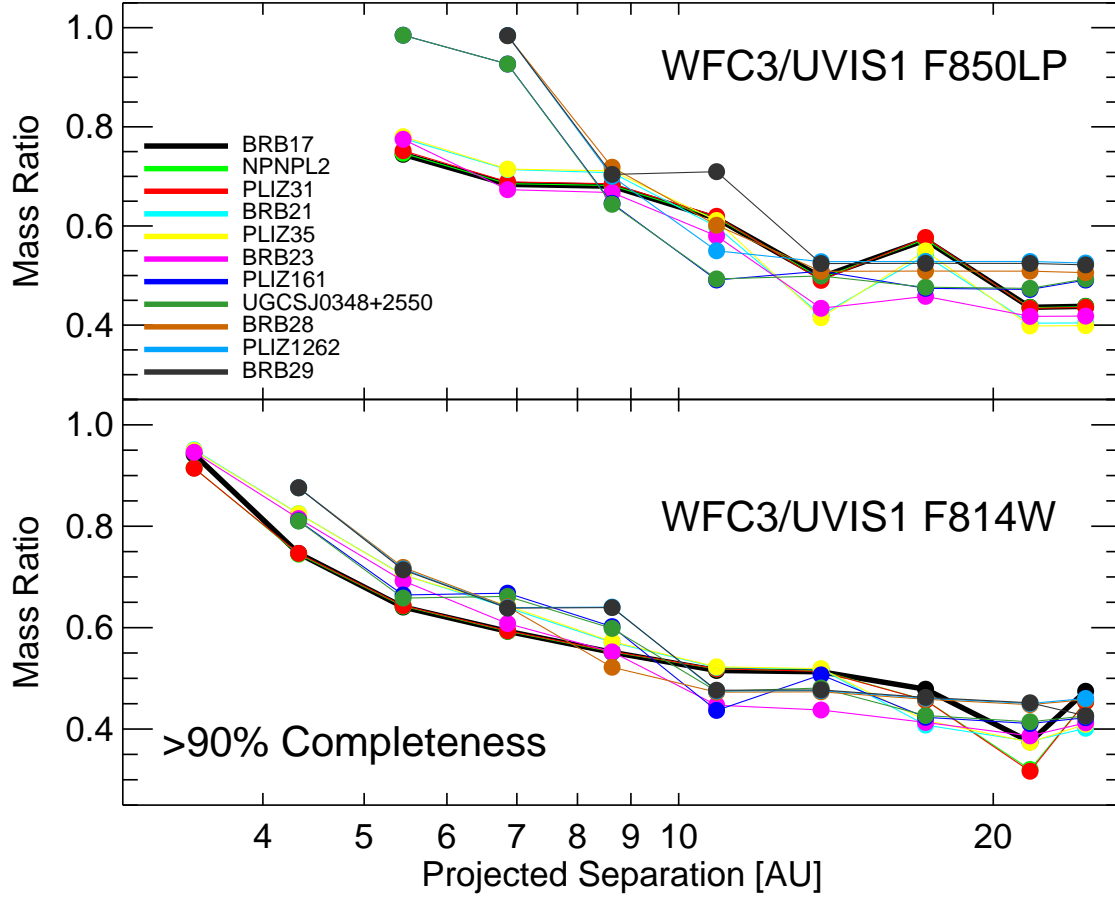 1.0
0.8
0.6
0.4
Mass Ratio
WFC3/UVIS1 F850LP
BRB17
NPNPL2
PLIZ31
BRB21
PLIZ35
BRB23
PLIZ161
UGCSJ0348+2550
BRB28
PLIZ1262
BRB29
1.0
0.8
0.6
0.4
Mass Ratio
WFC3/UVIS1 F814W
>90% Completeness
4 5 6 7 8 9 10 20
Projected Separation [AU]